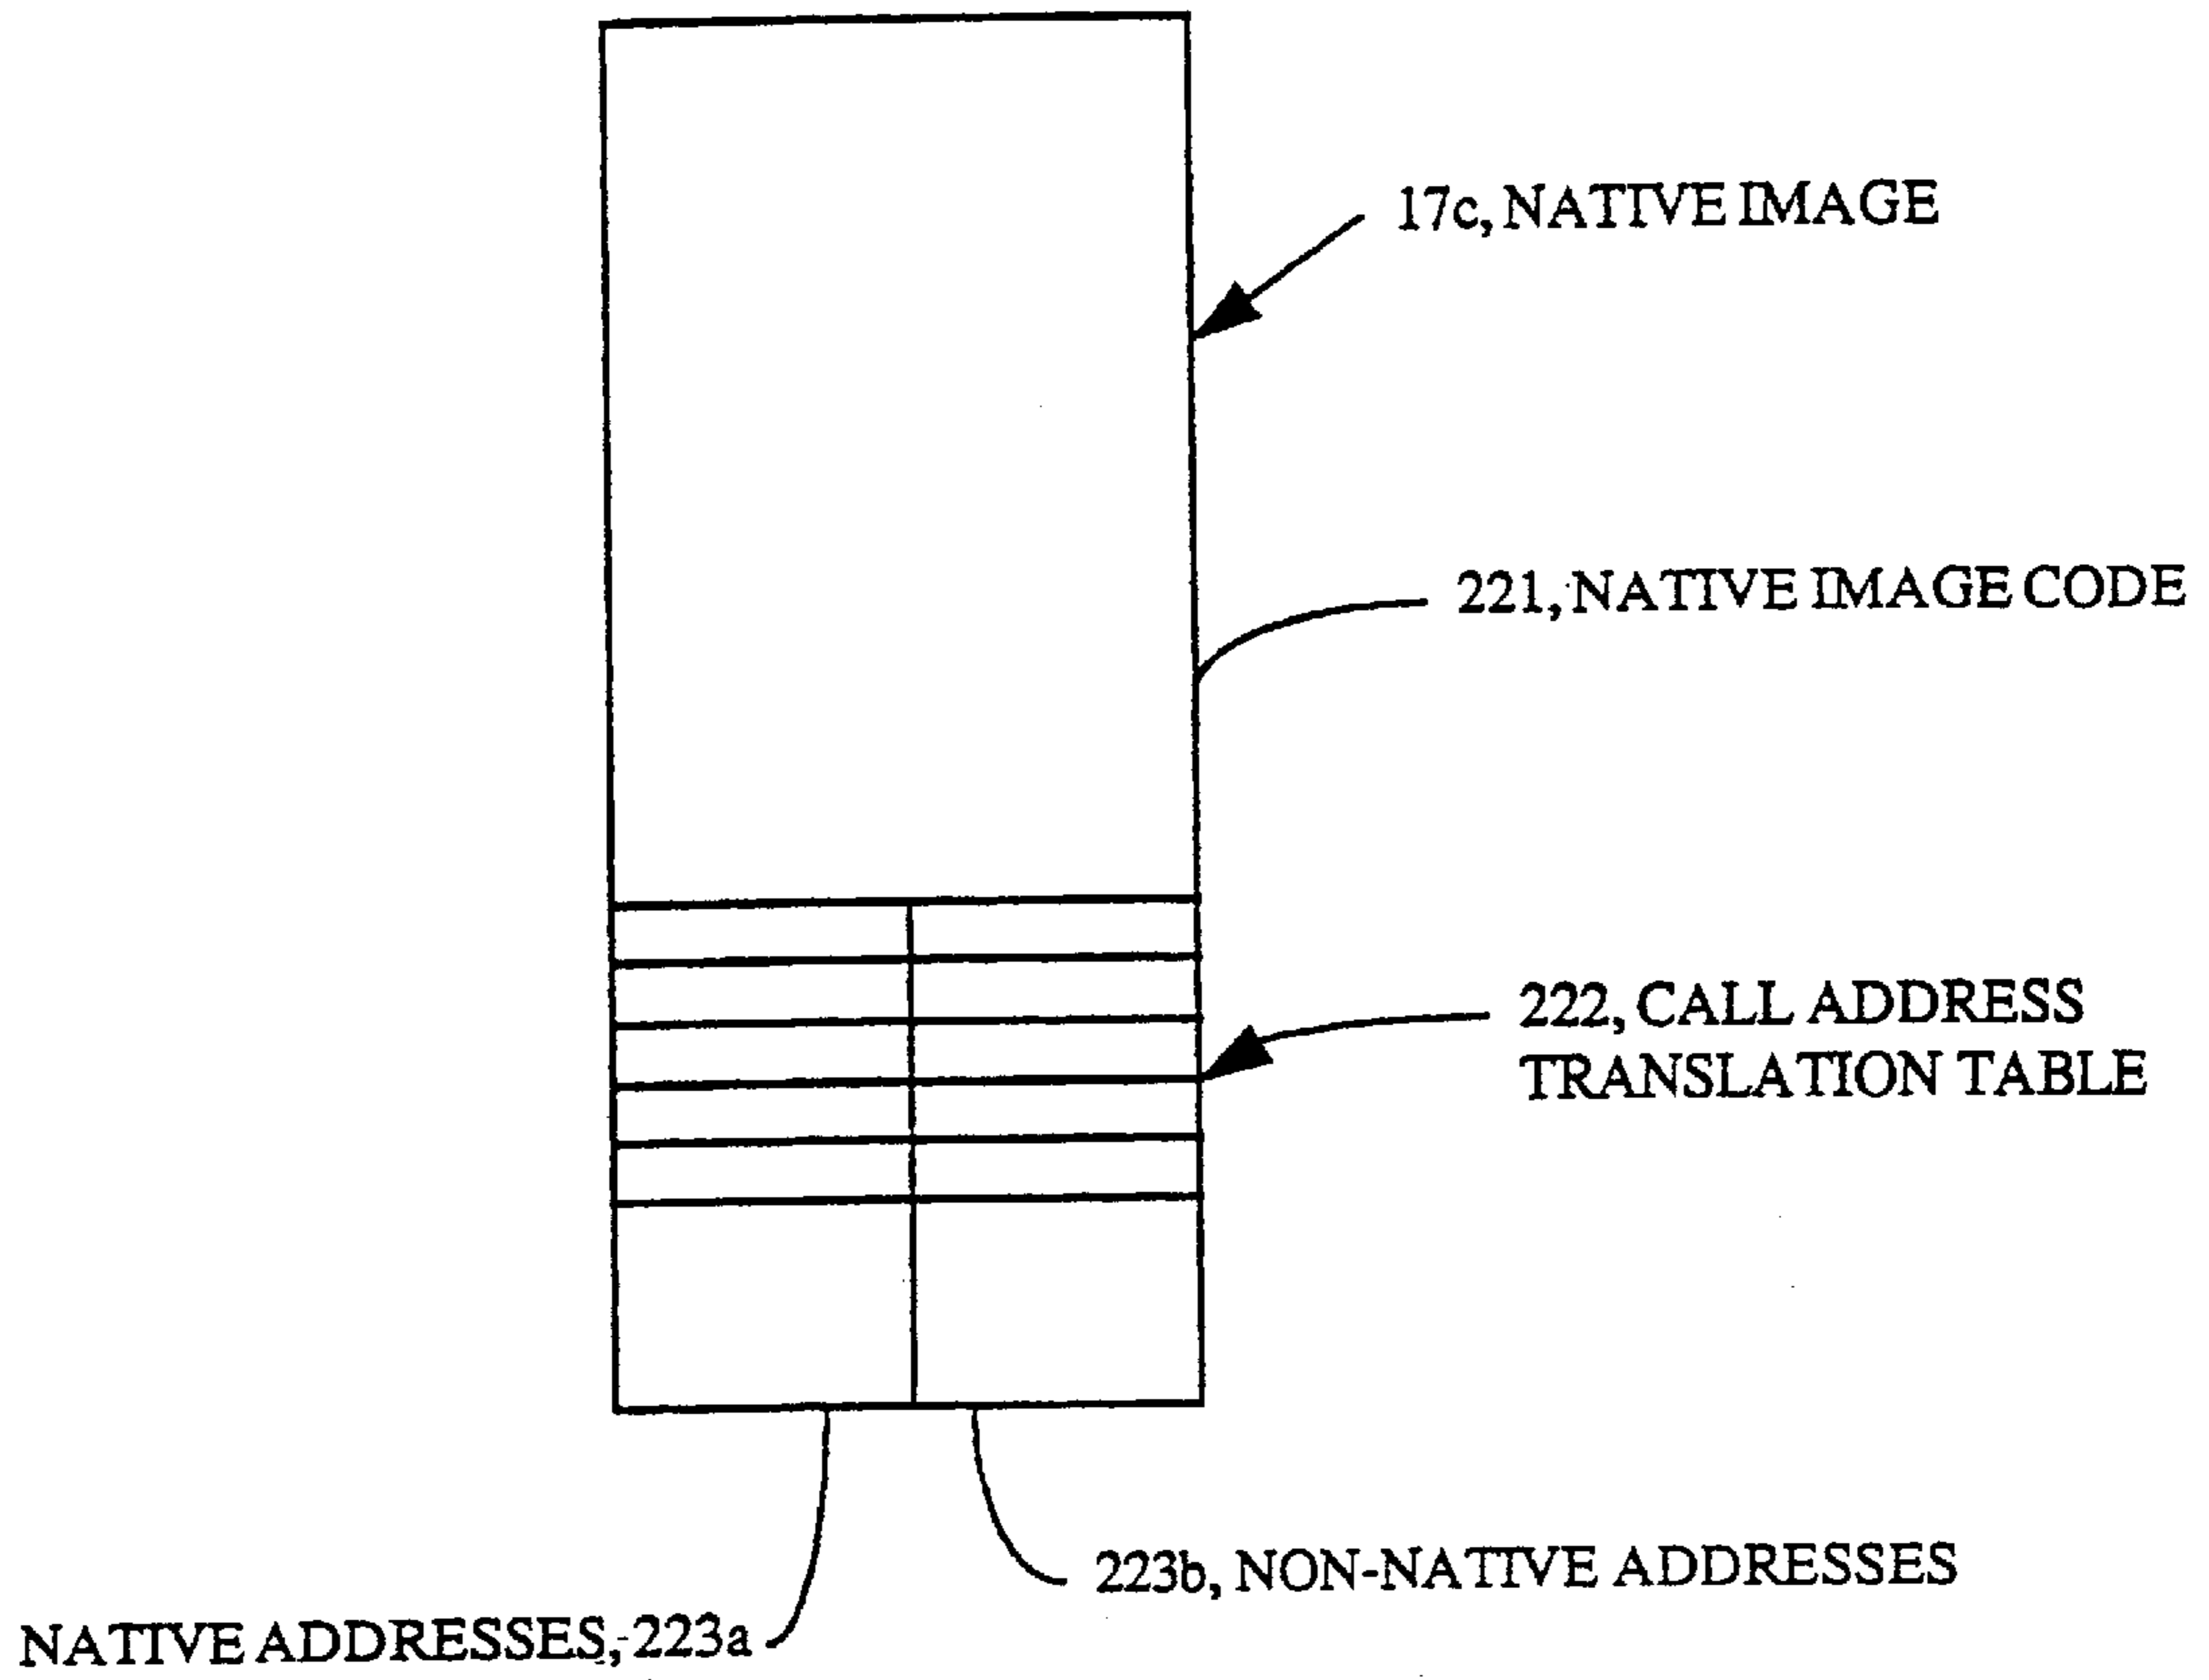 17c, NATIVE IMAGE
221, NATIVE IMAGE CODE
222, CALL ADDRESS
TRANSLATION TABLE
223b, NON-NATIVE ADDRESSES
NATIVE ADDRESSES, 223a